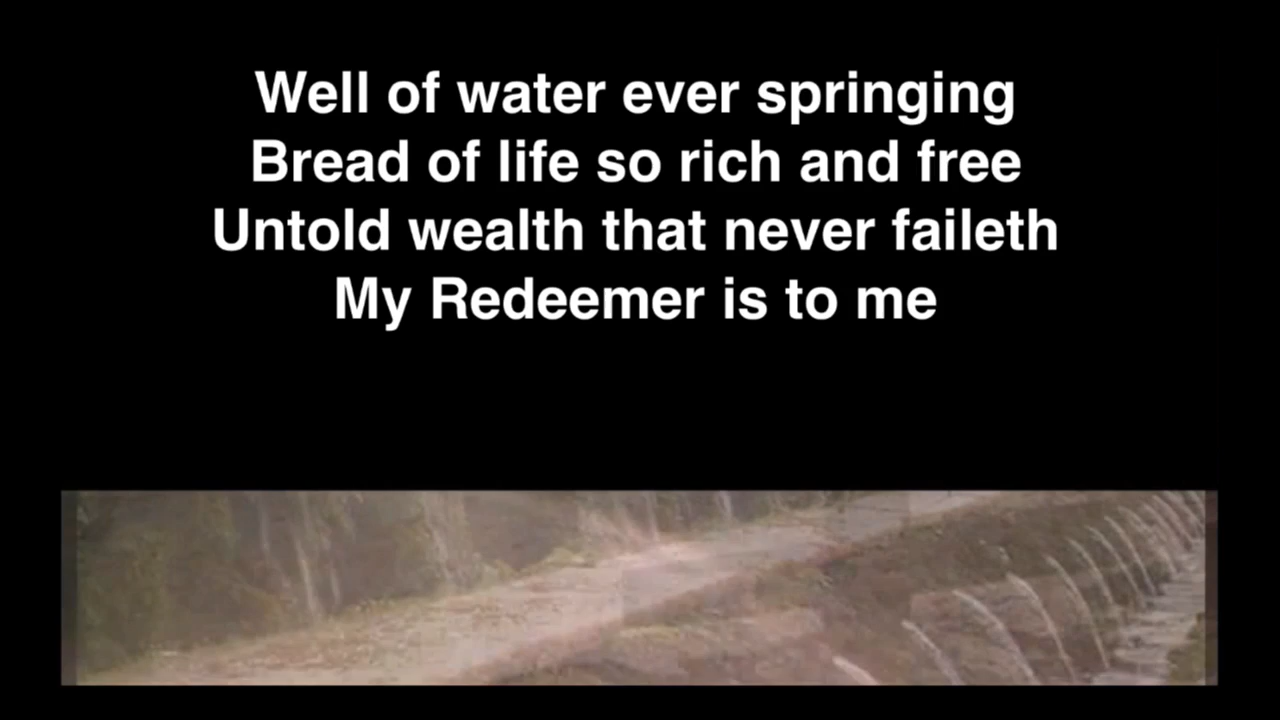 Well of water ever springing
Bread of life so rich and free
Untold wealth that never faileth
My Redeemer is to me